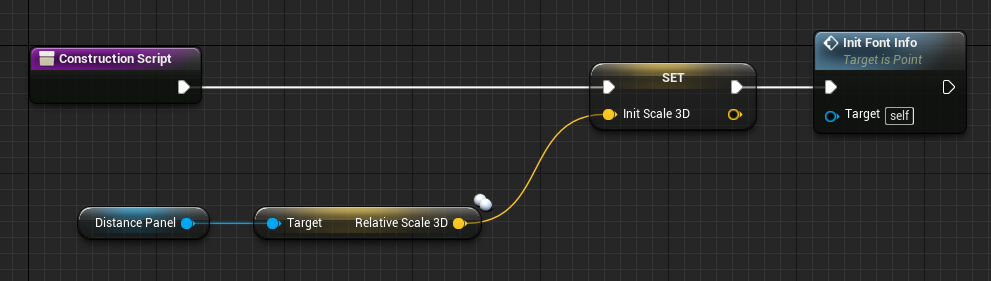 Construction Script
SET
Init Scale 3D
Init Font Info
Target is Point
Target self
Distance Panel
Target Relative Scale 3D